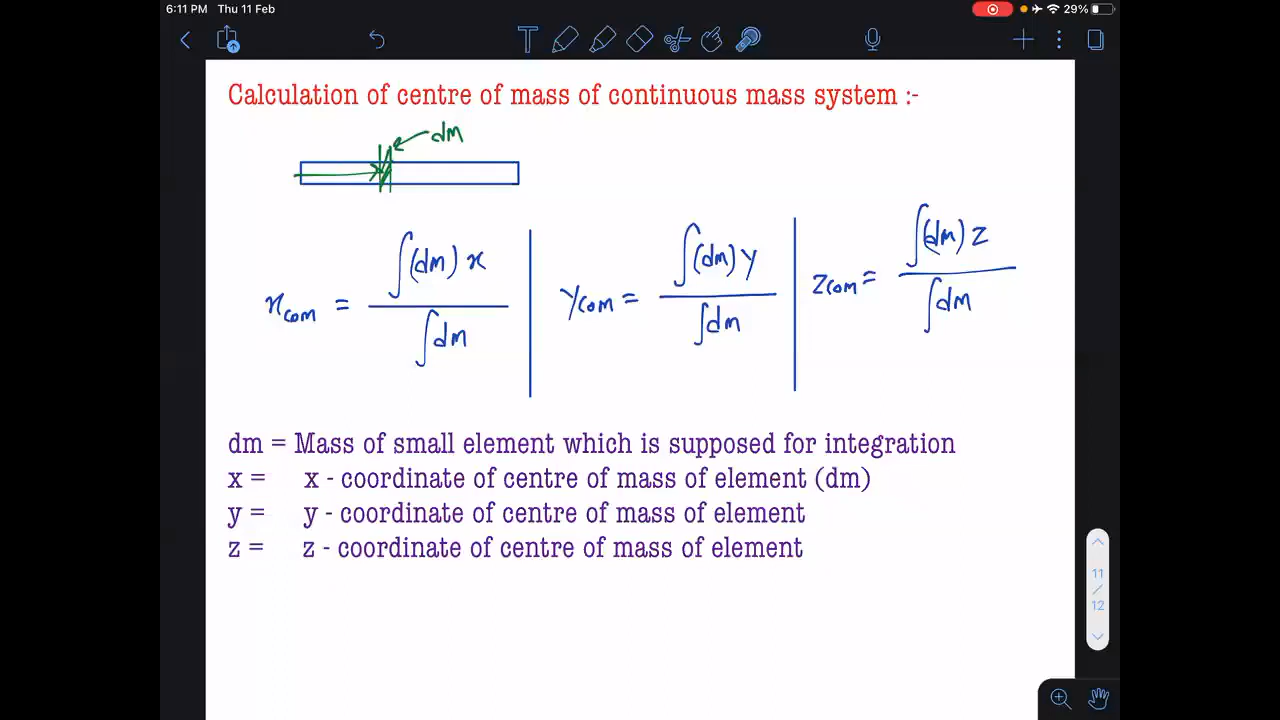 6:11 PM Thu 11 Feb
29%
T
Calculation of centre of mass of continuous mass system :-
dm
x_com = ∫(dm) x / ∫dm
y_com = ∫(dm) y / ∫dm
z_com = ∫(dm) z / ∫dm
dm = Mass of small element which is supposed for integration
x = x - coordinate of centre of mass of element (dm)
y = y - coordinate of centre of mass of element
z = z - coordinate of centre of mass of element
11
/
12